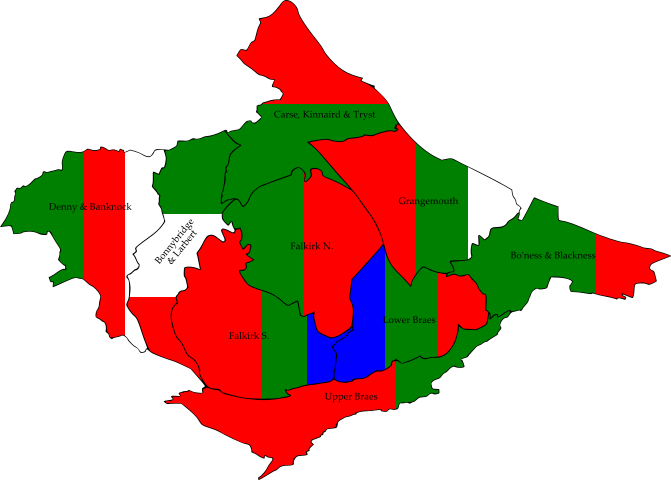 Carse, Kinnaird & Tryst
Denny & Banknock
Grangemouth
Bonnybridge
& Larbert
Falkirk N.
Bo'ness & Blackness
Lower Braes
Falkirk S.
Upper Braes